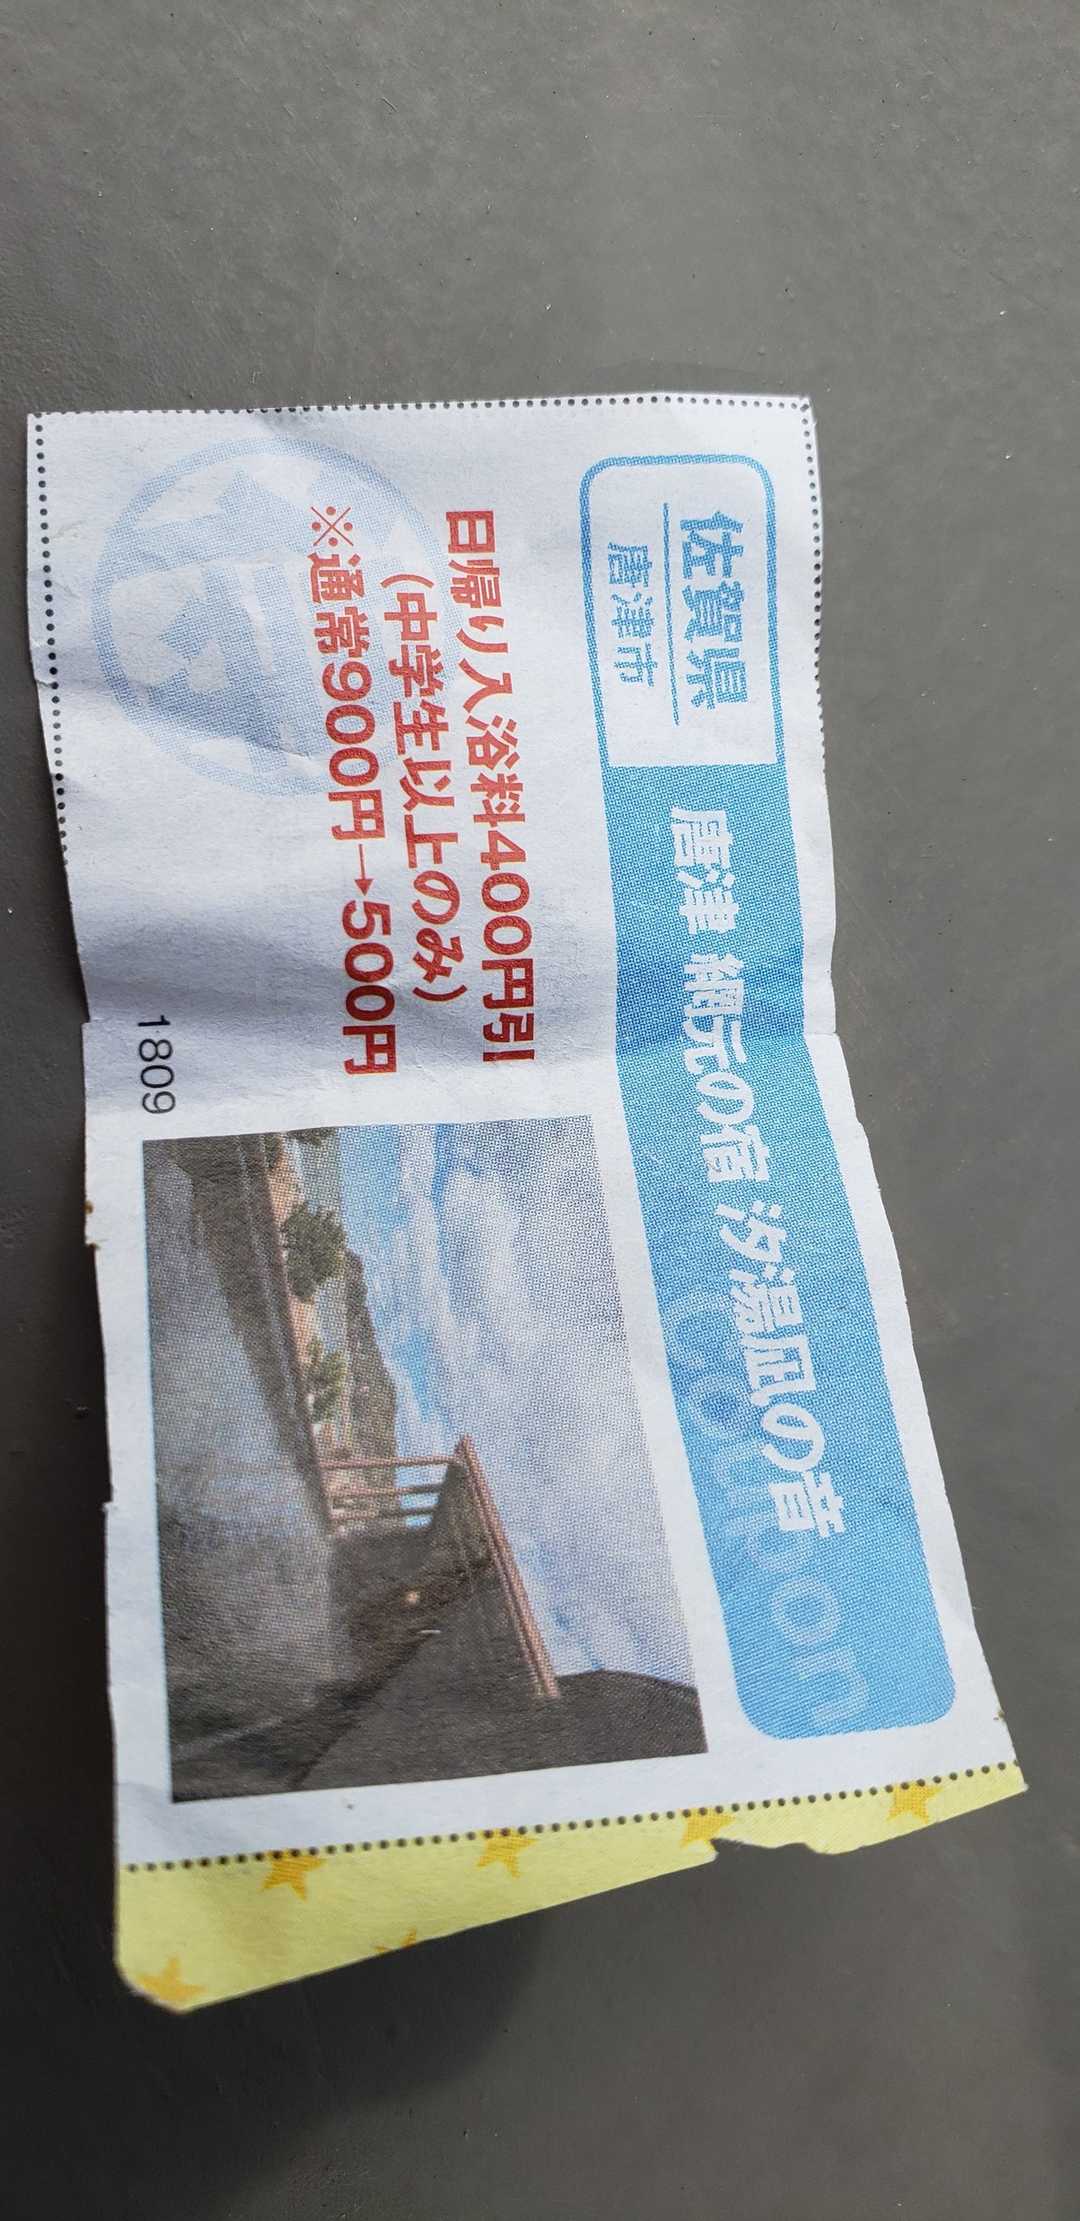 佐賀県
唐津市
唐津 網元の宿 汐湯凪の音
Coupon
日帰り入浴料400円引
(中学生以上のみ)
※通常900円→500円
1809